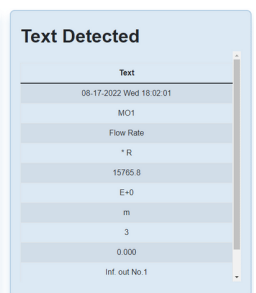 Text Detected
Text
08-17-2022 Wed 18:02:01
MO1
Flow Rate
* R
15765.8
E+0
m
3
0.000
Inf. out No.1